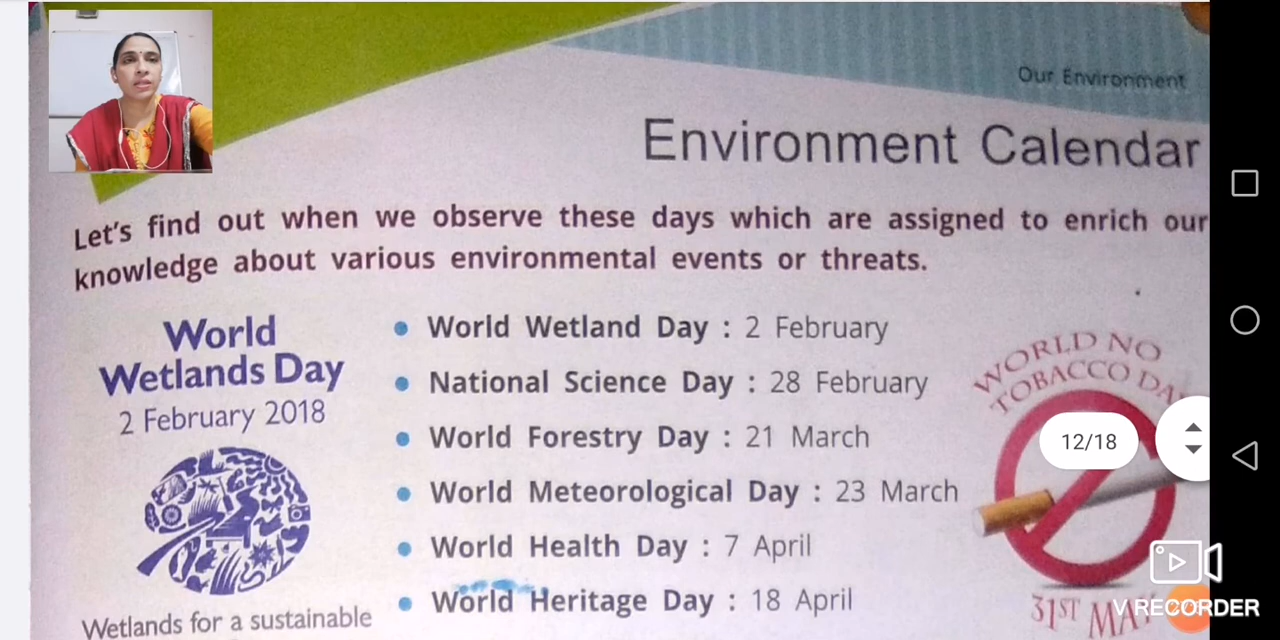 Our Environment
Environment Calendar
Let's find out when we observe these days which are assigned to enrich our
knowledge about various environmental events or threats.
World
Wetlands Day
2 February 2018
Wetlands for a sustainable
• World Wetland Day : 2 February
• National Science Day : 28 February
• World Forestry Day : 21 March
• World Meteorological Day : 23 March
• World Health Day : 7 April
• World Heritage Day : 18 April
WORLD NO
TOBACCO DAY
31ST MAY
12/18
V RECORDER